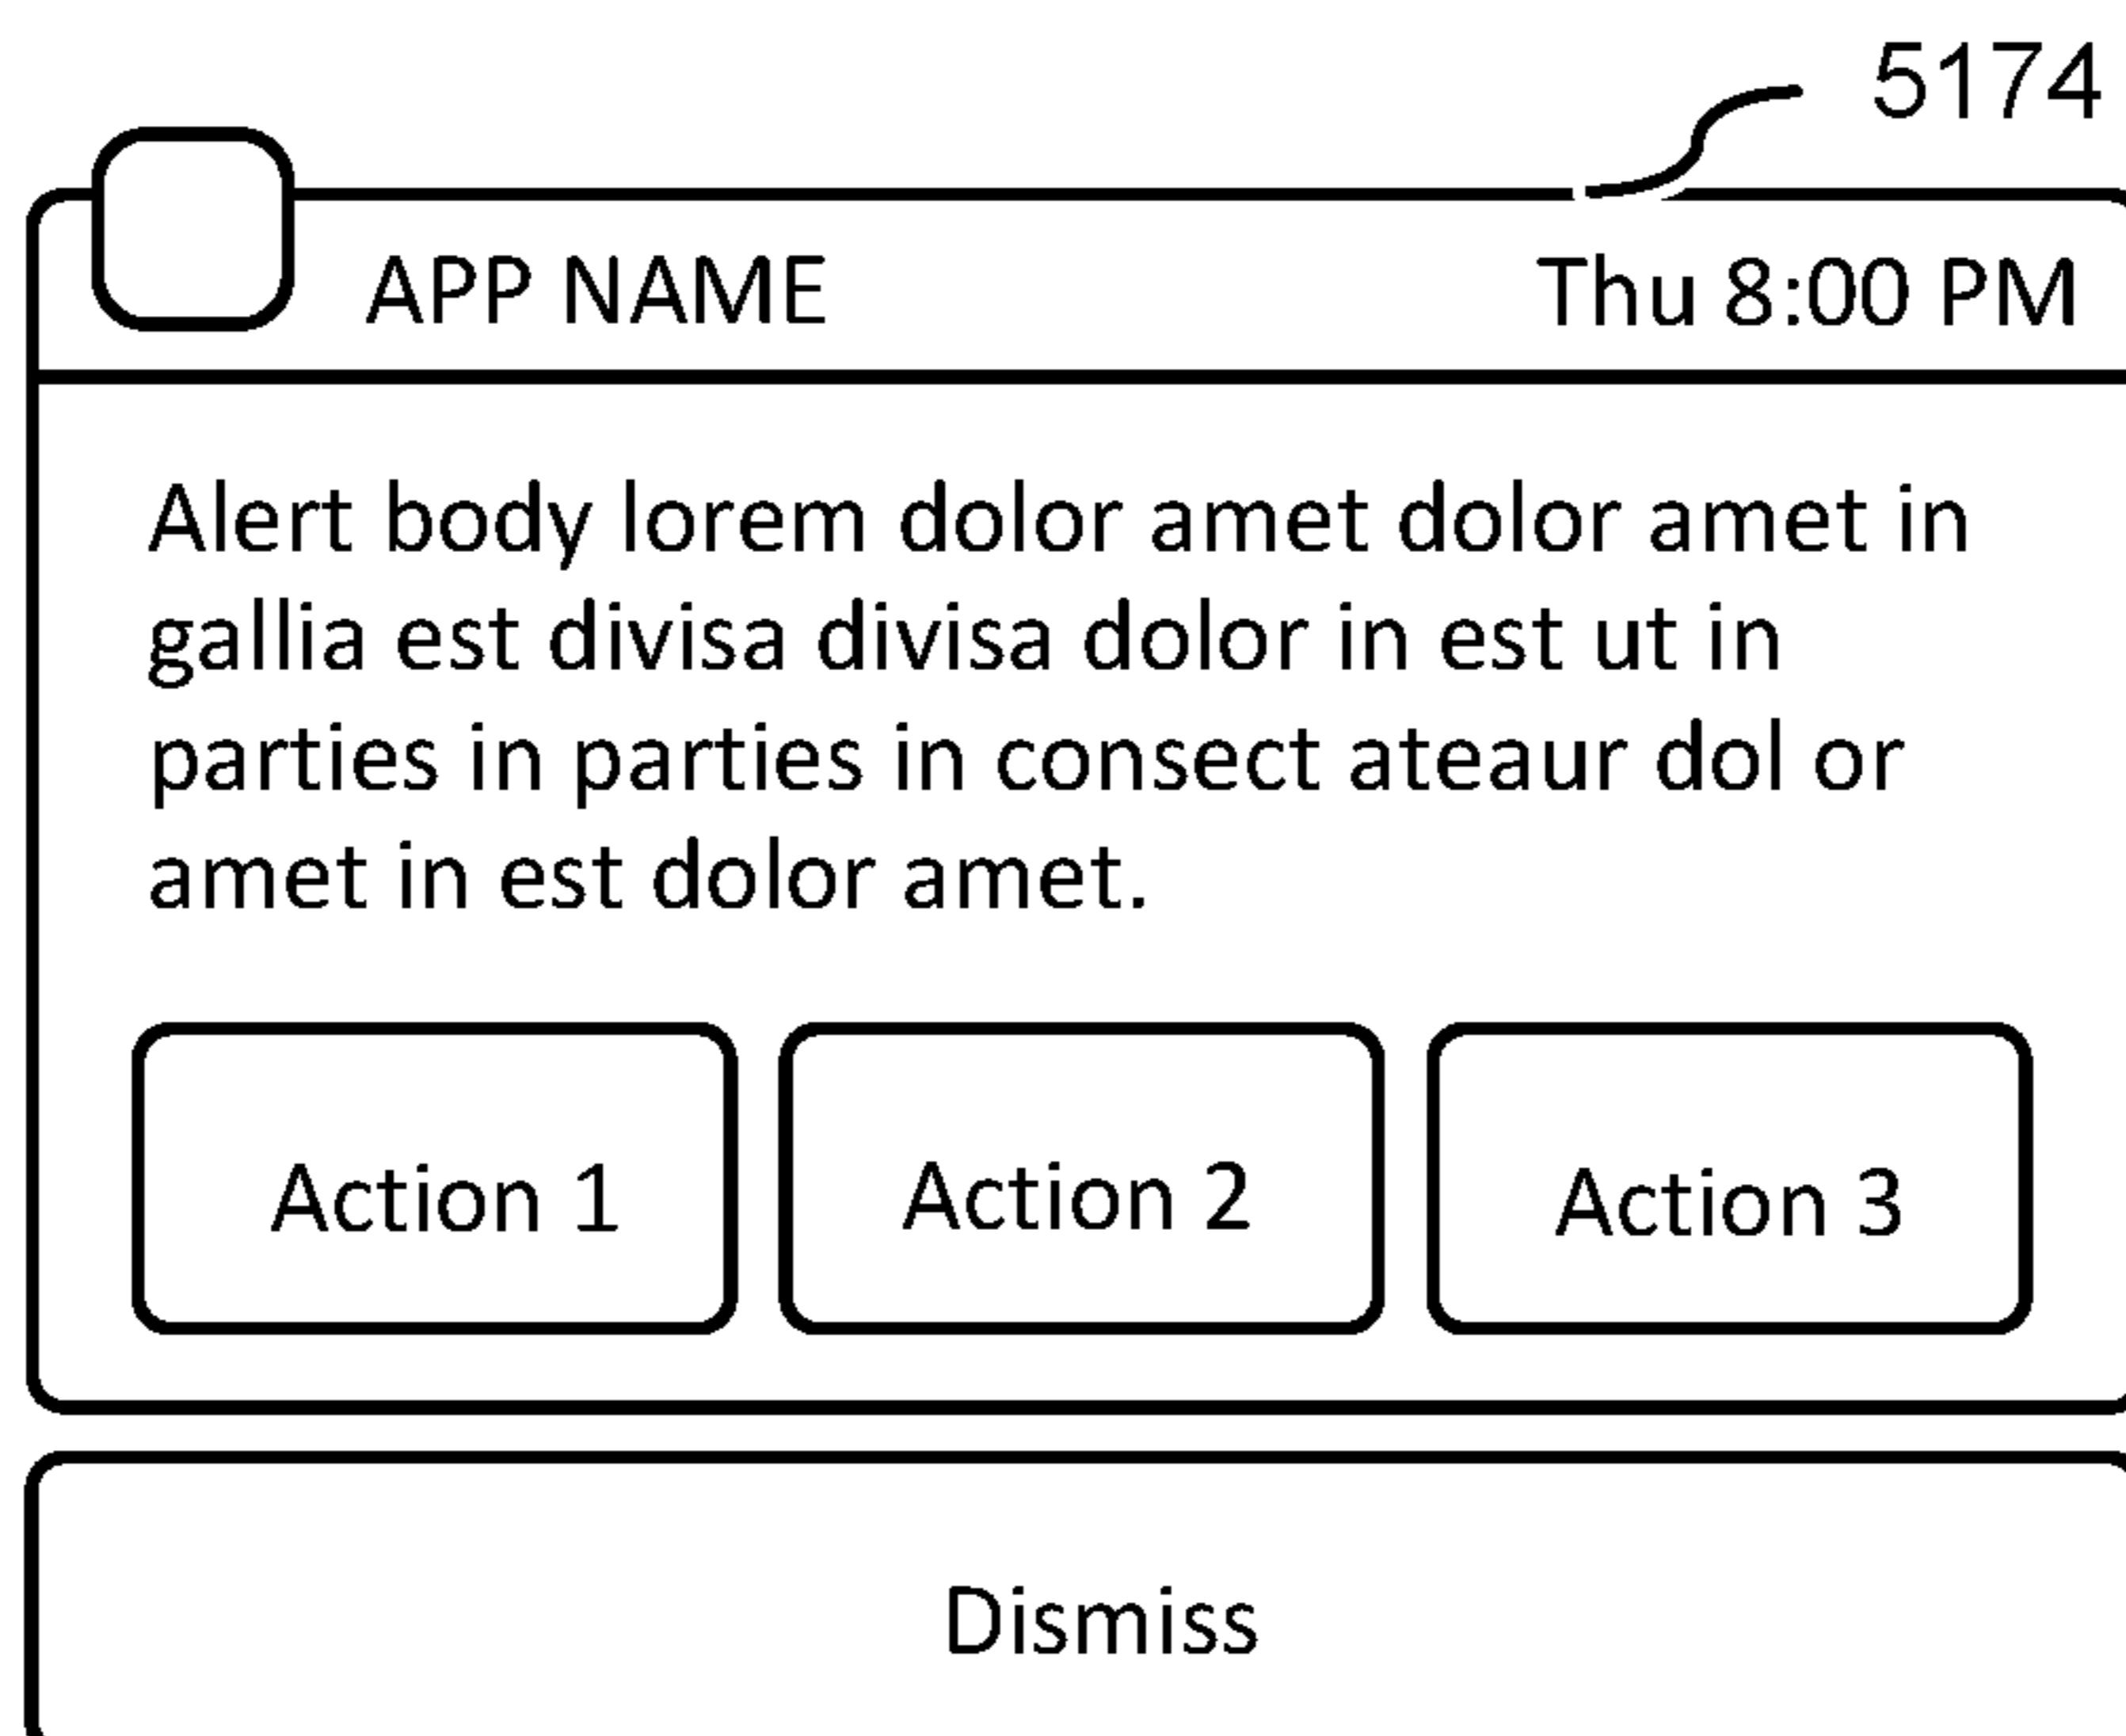 5174
APP NAME Thu 8:00 PM
Alert body lorem dolor amet dolor amet in
gallia est divisa divisa dolor in est ut in
parties in parties in consect ateaur dol or
amet in est dolor amet.
Action 1 Action 2 Action 3
Dismiss